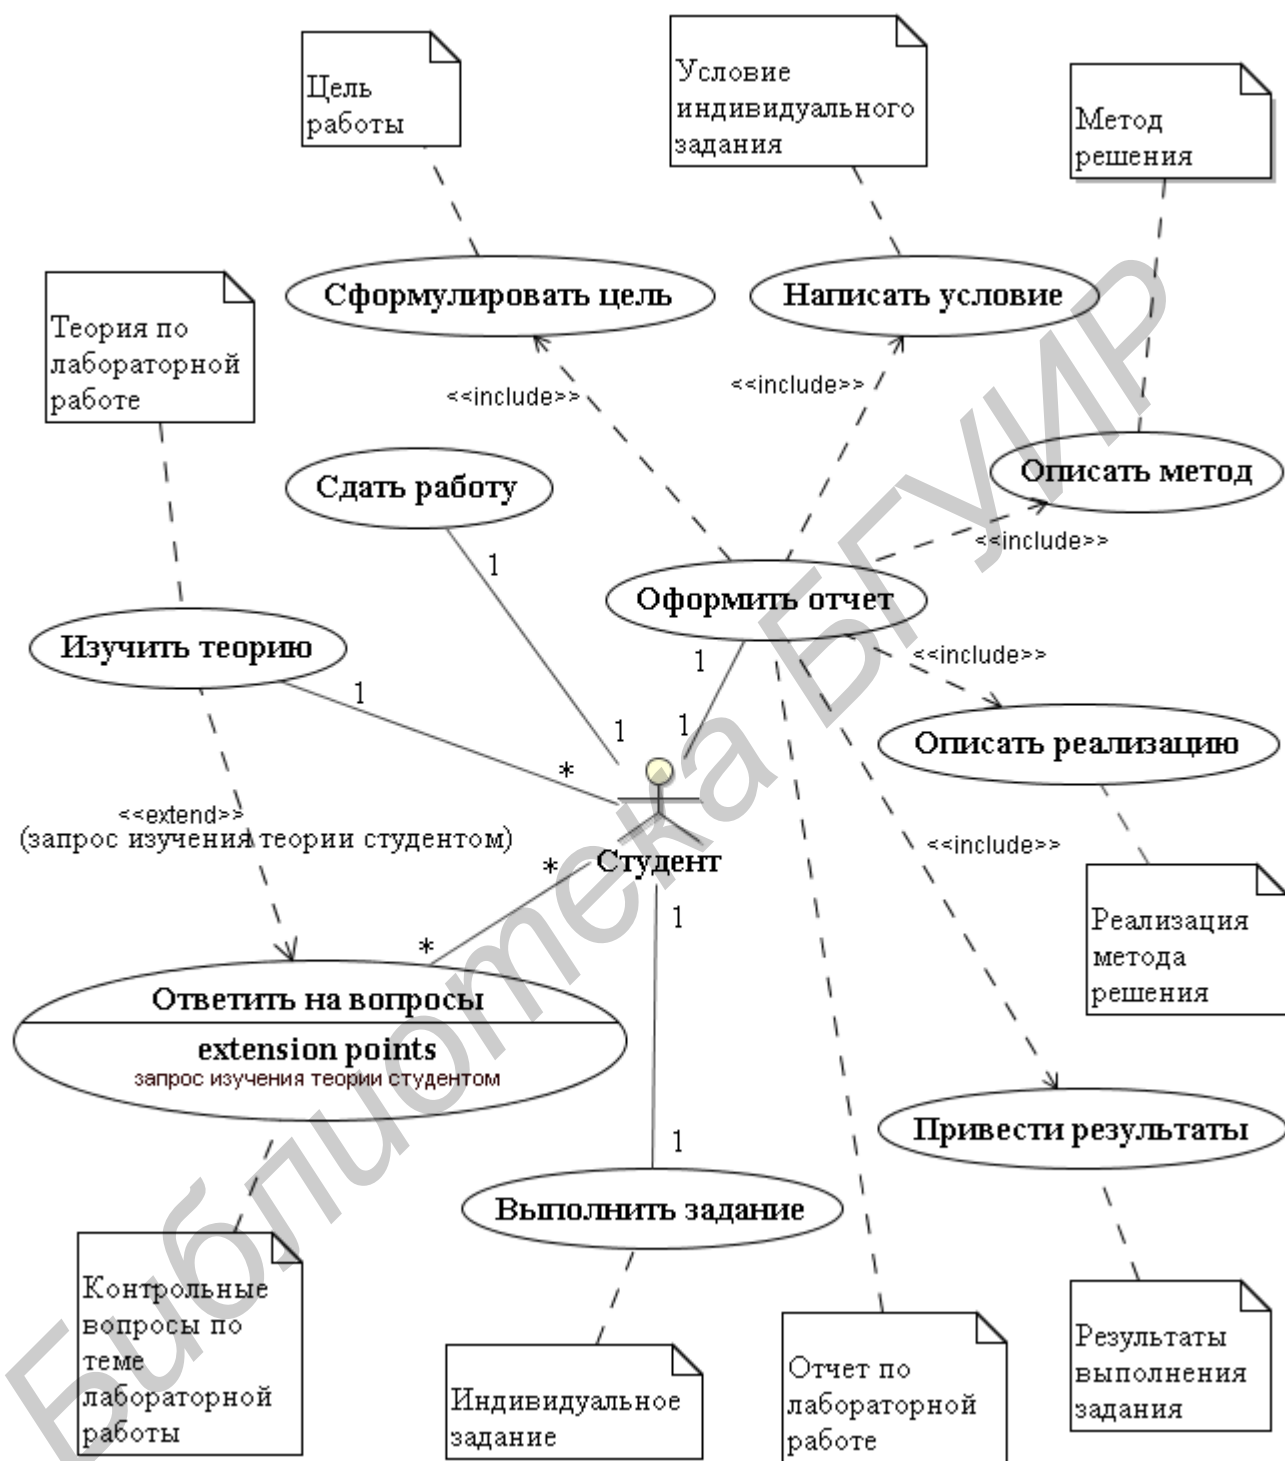 Цель
работы
Условие
индивидуального
задания
Метод
решения
Теория по
лабораторной
работе
Сформулировать цель
Написать условие
<<include>>
<<include>>
Описать метод
Сдать работу
<<include>>
1
Оформить отчет
Изучить теорию
1
1
<<include>>
1
1
Описать реализацию
*
<<extend>>
(запрос изучения теории студентом)
<<include>>
Студент
*
1
*
Реализация
метода
решения
Ответить на вопросы
extension points
запрос изучения теории студентом
Привести результаты
1
Выполнить задание
Контрольные
вопросы по
теме
лабораторной
работы
Индивидуальное
задание
Отчет по
лабораторной
работе
Результаты
выполнения
задания
Библиотека БГУИР